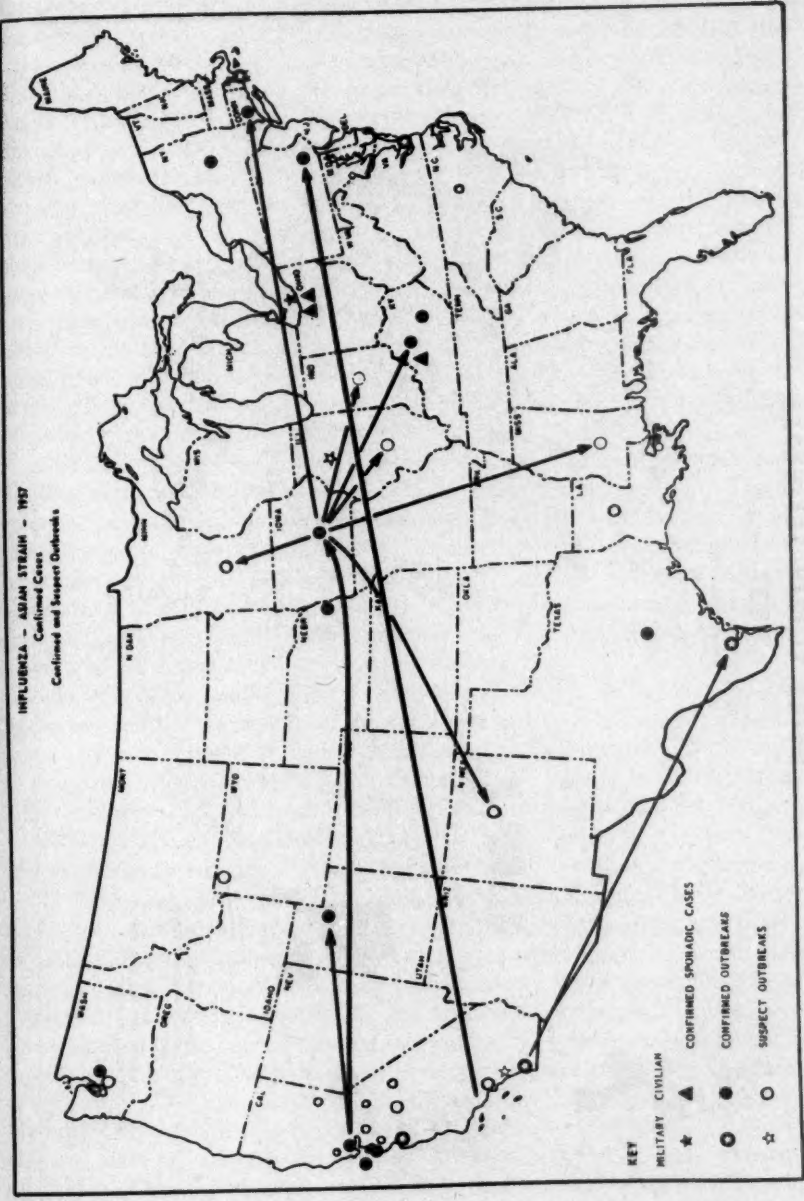 INFLUENZA - ASIAN STRAIN - 1957
Confirmed Cases
Confirmed and Suspect Outbreaks
WASH
OREG
IDAHO
NEV
CAL
UTAH
MONT
WYO
N MEX
N DAK
NEBR
OKLA
TEXAS
MINN
IOWA
WIS
ILL
LA
MICH
IND
OHIO
TENN
MISS
ALA
GA
FLA
S C
N C
MAINE
KEY
MILITARY CIVILIAN
CONFIRMED SPORADIC CASES
CONFIRMED OUTBREAKS
SUSPECT OUTBREAKS